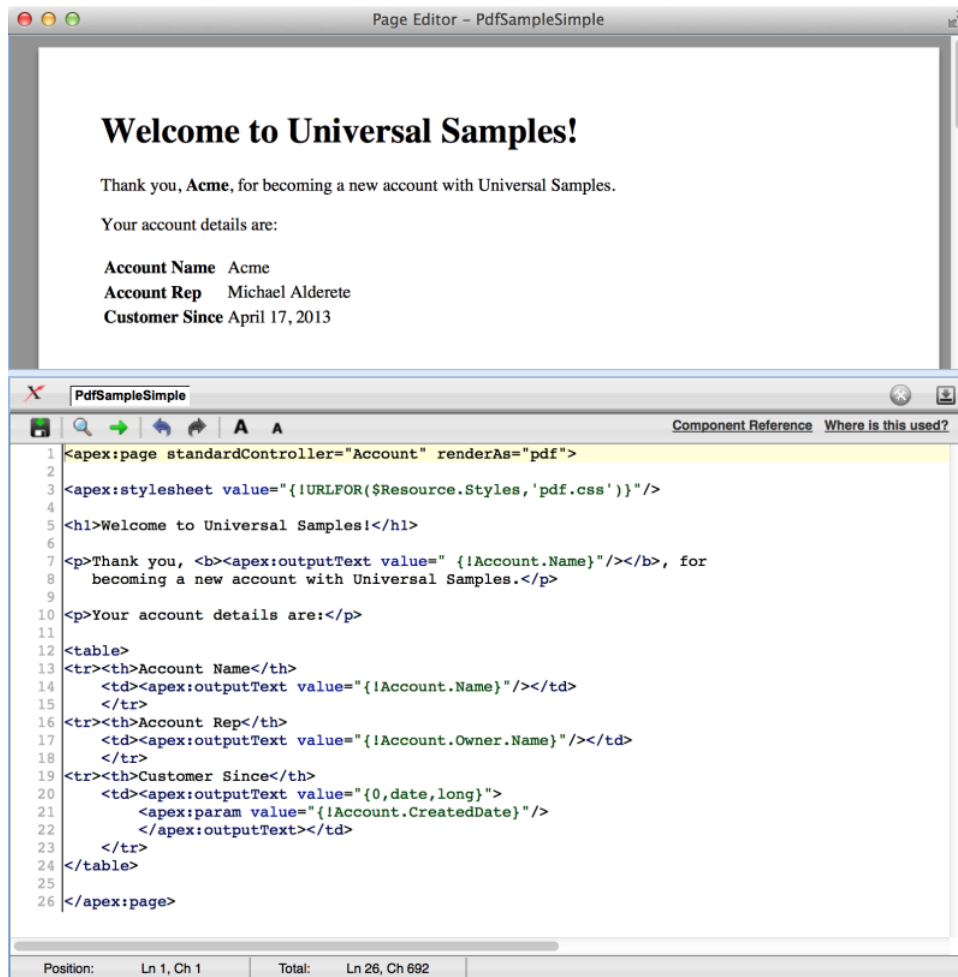 Page Editor – PdfSampleSimple
Welcome to Universal Samples!
Thank you, Acme, for becoming a new account with Universal Samples.
Your account details are:
Account Name Acme
Account Rep Michael Alderete
Customer Since April 17, 2013
PdfSampleSimple
A A Component Reference Where is this used?
1 <apex:page standardController="Account" renderAs="pdf">
2
3 <apex:stylesheet value="{!URLFOR($Resource.Styles,'pdf.css')}"/>
4
5 <h1>Welcome to Universal Samples!</h1>
6
7 <p>Thank you, <b><apex:outputText value=" {!Account.Name}"/></b>, for
8 becoming a new account with Universal Samples.</p>
9
10 <p>Your account details are:</p>
11
12 <table>
13 <tr><th>Account Name</th>
14 <td><apex:outputText value="{!Account.Name}"/></td>
15 </tr>
16 <tr><th>Account Rep</th>
17 <td><apex:outputText value="{!Account.Owner.Name}"/></td>
18 </tr>
19 <tr><th>Customer Since</th>
20 <td><apex:outputText value="{0,date,long}">
21 <apex:param value="{!Account.CreatedDate}"/>
22 </apex:outputText></td>
23 </tr>
24 </table>
25
26 </apex:page>
Position: Ln 1, Ch 1 Total: Ln 26, Ch 692